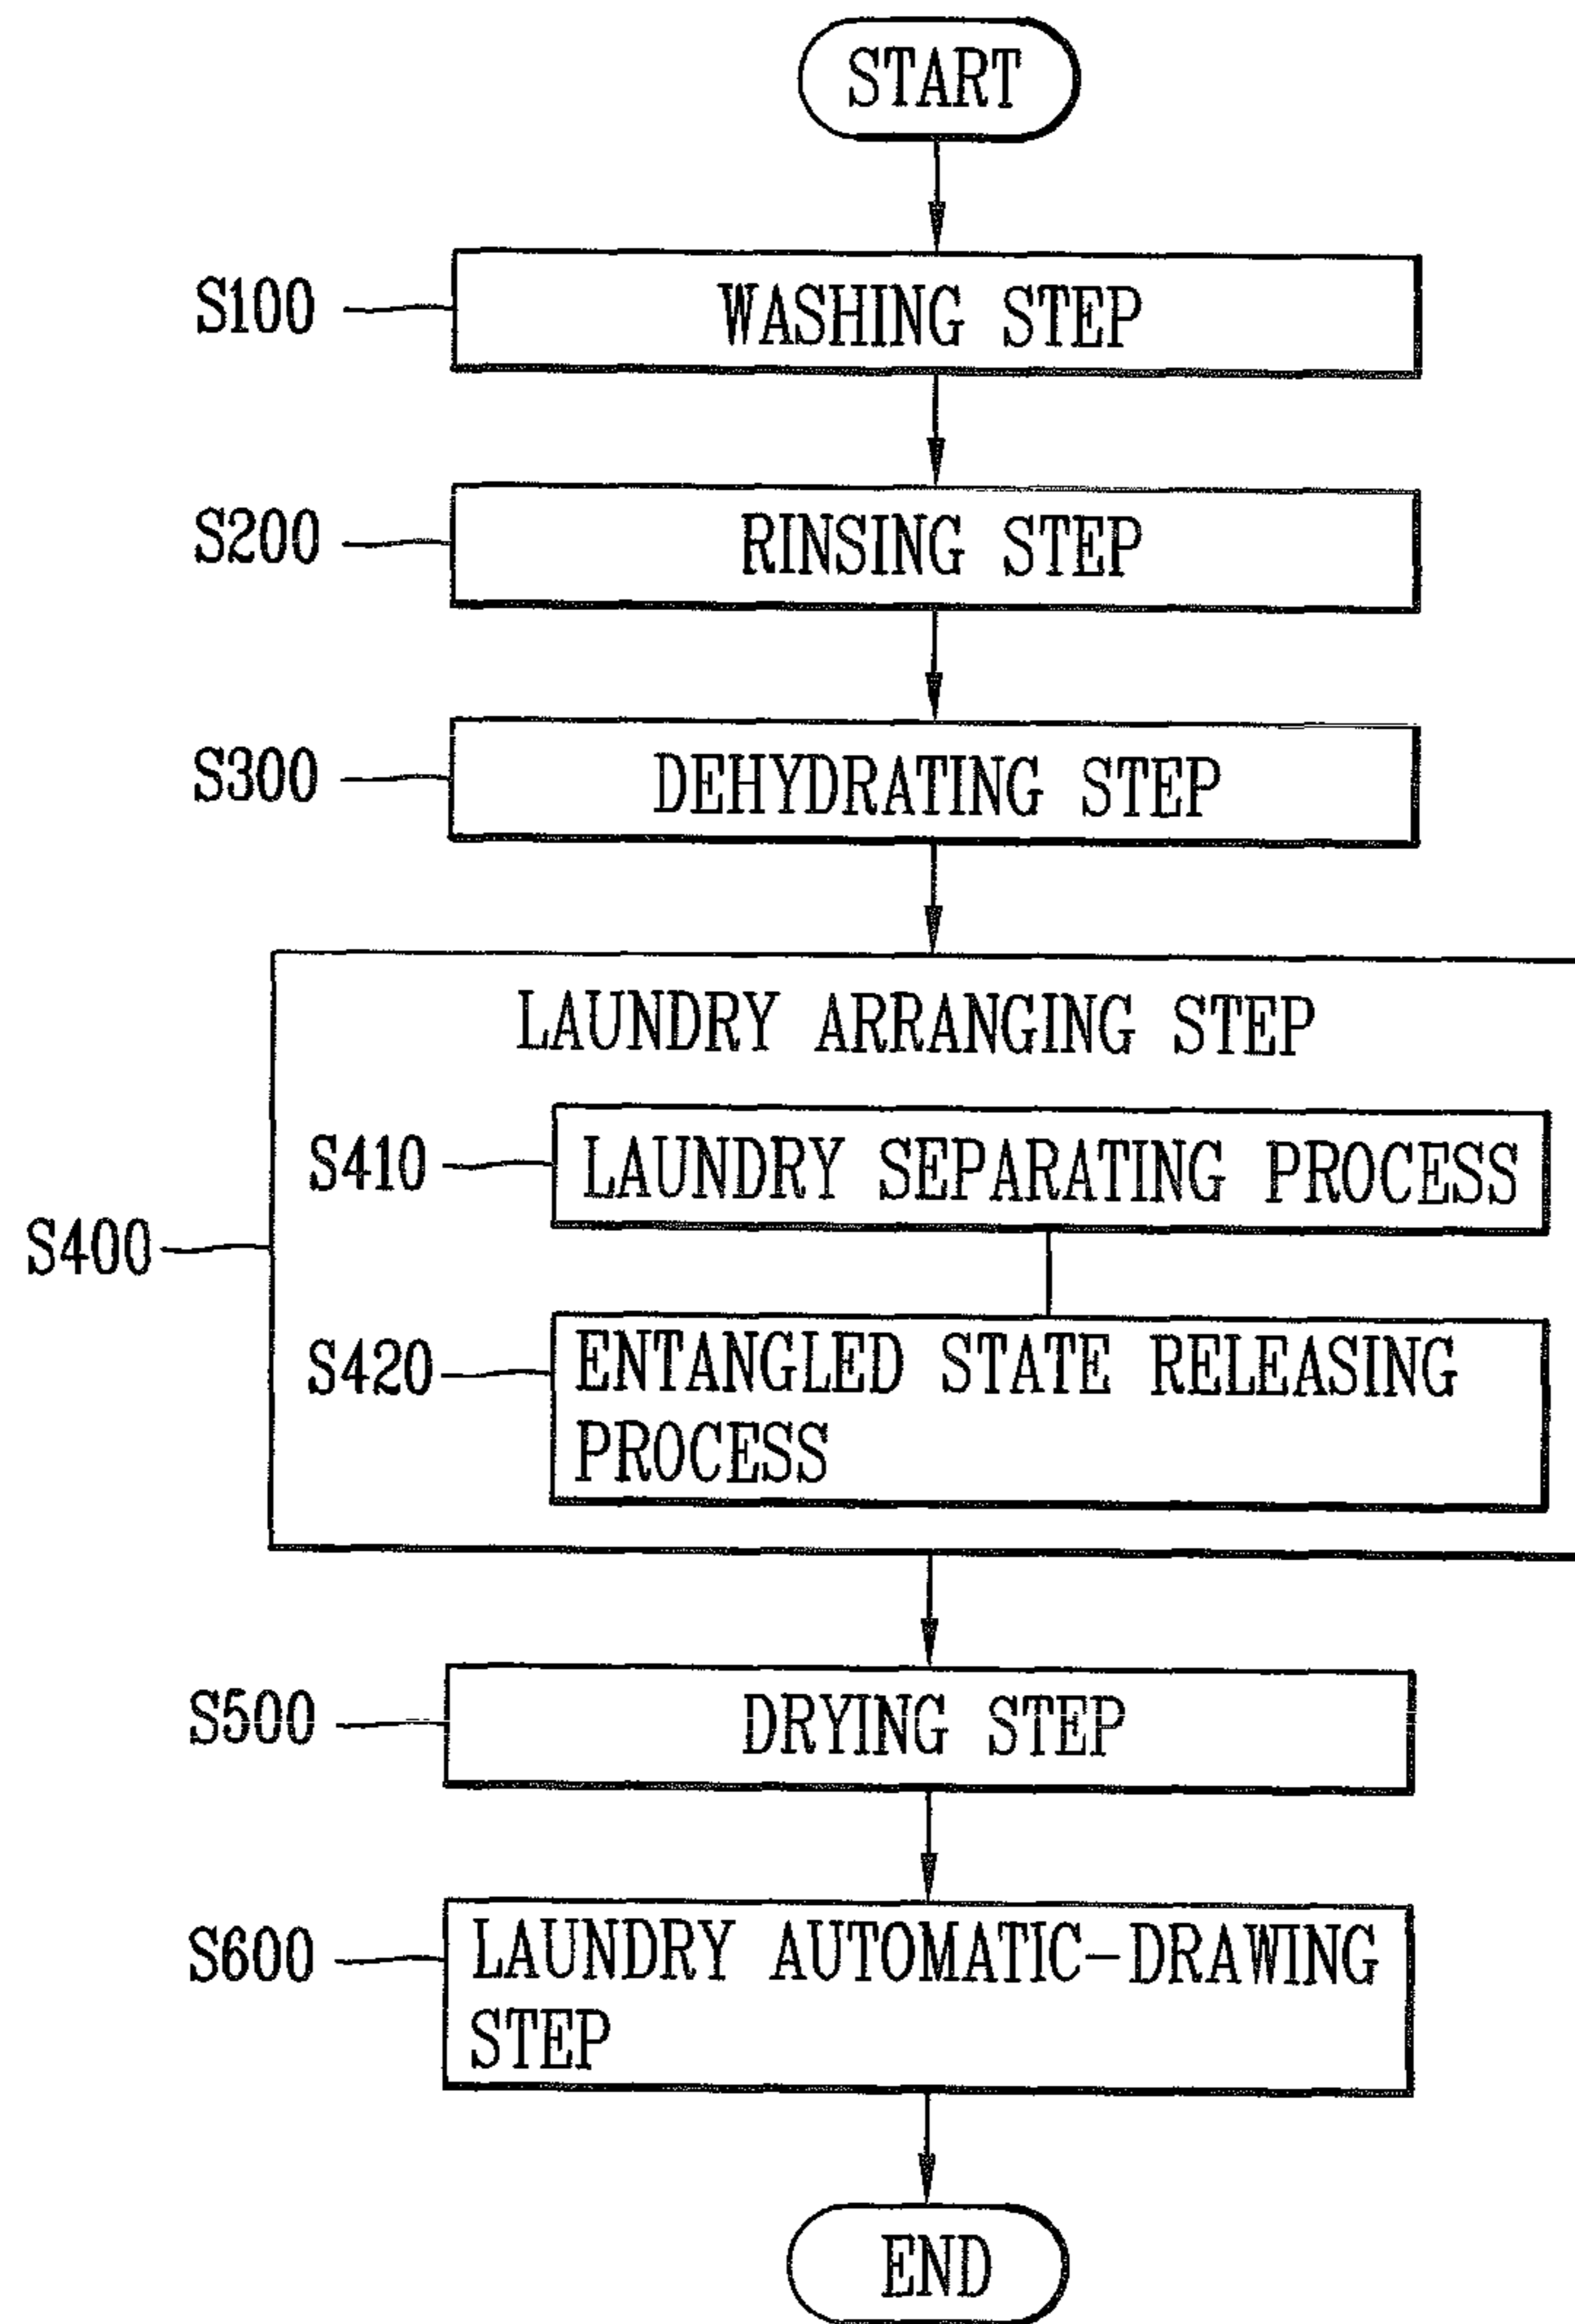 START
S100
WASHING STEP
S200
RINSING STEP
S300
DEHYDRATING STEP
LAUNDRY ARRANGING STEP
S410
LAUNDRY SEPARATING PROCESS
S400
S420
ENTANGLED STATE RELEASING
PROCESS
S500
DRYING STEP
S600
LAUNDRY AUTOMATIC-DRAWING
STEP
END